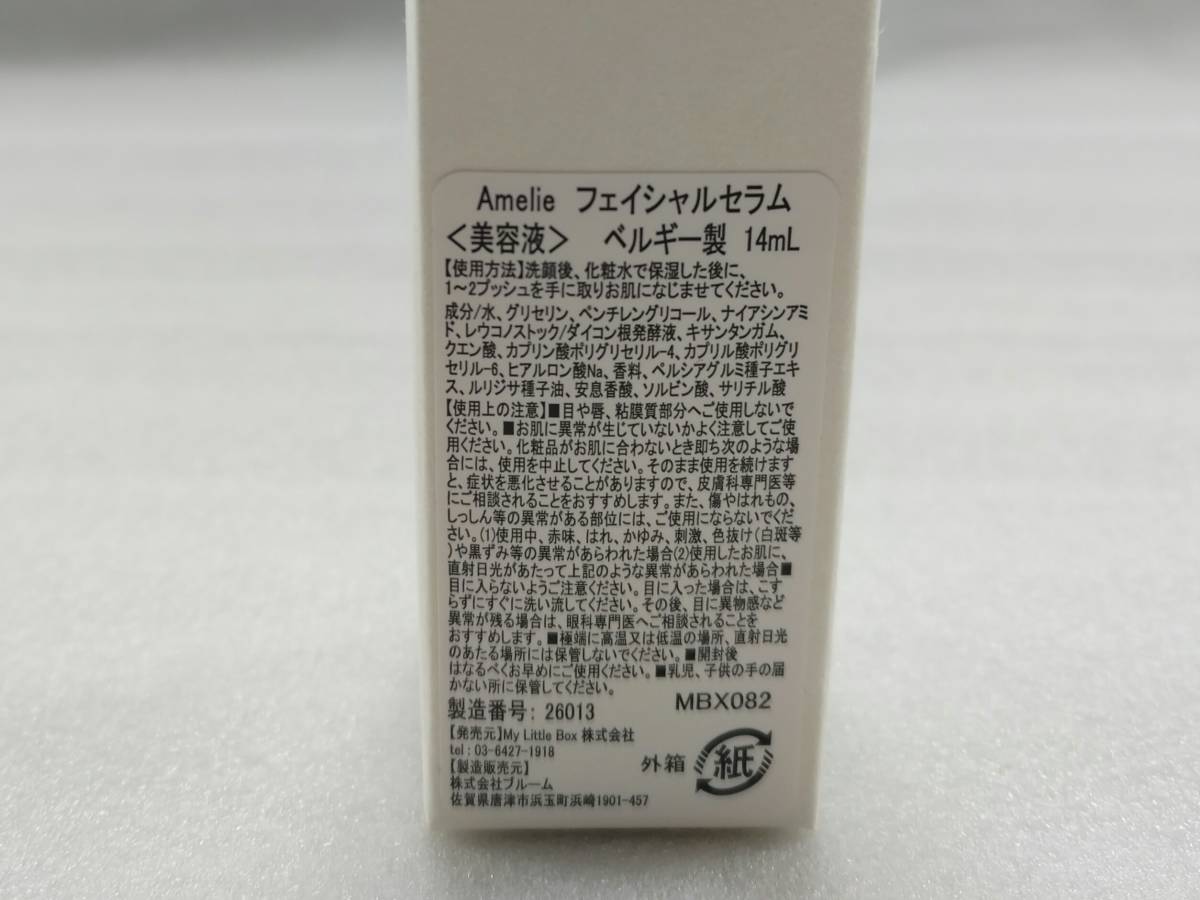 Amelie フェイシャルセラム
＜美容液＞ ベルギー製 14mL
【使用方法】洗顔後、化粧水で保湿した後に、
1～2プッシュを手に取りお肌になじませてください。
成分/水、グリセリン、ペンチレングリコール、ナイアシンアミ
ド、レウコノストック/ダイコン根発酵液、キサンタンガム、
クエン酸、カプリン酸ポリグリセリル-4、カプリル酸ポリグリ
セリル-6、ヒアルロン酸Na、香料、ペルシアグルミ種子エキ
ス、ルリジサ種子油、安息香酸、ソルビン酸、サリチル酸
【使用上の注意】■目や唇、粘膜質部分へご使用しないで
ください。■お肌に異常が生じていないかよく注意してご使
用ください。化粧品がお肌に合わないとき即ち次のような場
合には、使用を中止してください。そのまま使用を続けます
と、症状を悪化させることがありますので、皮膚科専門医等
にご相談されることをおすすめします。また、傷やはれもの、
しっしん等の異常がある部位には、ご使用にならないでくだ
さい。(1)使用中、赤味、はれ、かゆみ、刺激、色抜け(白斑等
)や黒ずみ等の異常があらわれた場合(2)使用したお肌に、
直射日光があたって上記のような異常があらわれた場合■
目に入らないようご注意ください。目に入った場合は、こす
らずにすぐに洗い流してください。その後、目に異物感など
異常が残る場合は、眼科専門医へご相談されることを
おすすめします。■極端に高温又は低温の場所、直射日光
のあたる場所には保管しないでください。■開封後
はなるべくお早めにご使用ください。■乳児、子供の手の届
かない所に保管してください。
製造番号: 26013 MBX082
【発売元】My Little Box 株式会社
tel : 03-6427-1918
【製造販売元】
株式会社ブルーム
佐賀県唐津市浜玉町浜崎1901-457
外箱 紙